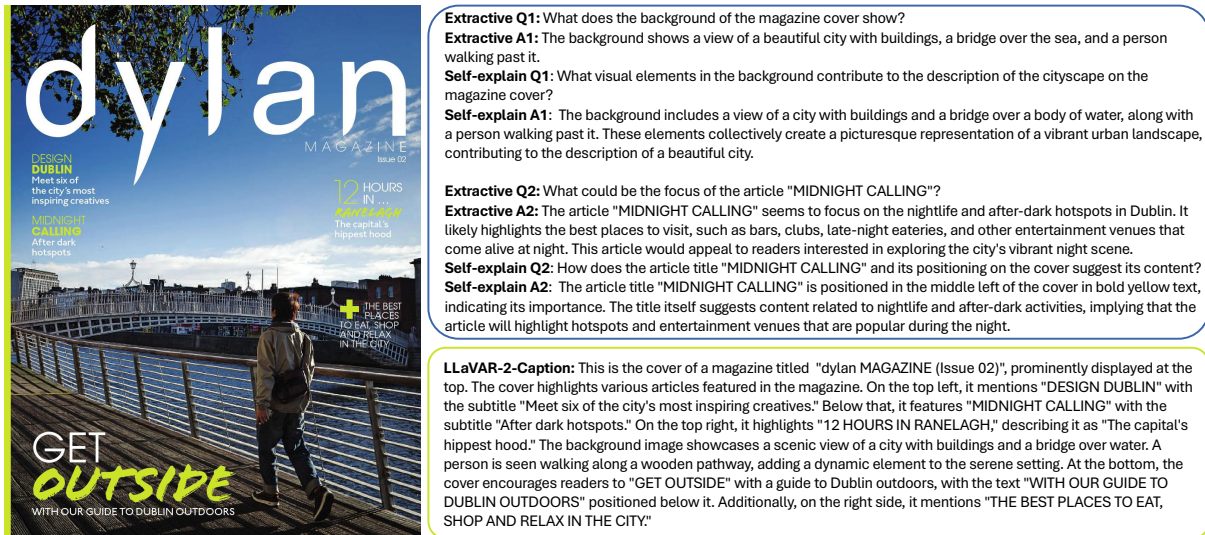 dylan
MAGAZINE
Issue 02
DESIGN
DUBLIN
Meet six of
the city's most
inspiring creatives
MIDNIGHT
CALLING
After dark
hotspots
12 HOURS
IN ...
RANELAGH
The capital's
hippest hood
+ THE BEST
PLACES
TO EAT, SHOP
AND RELAX
IN THE CITY
GET
OUTSIDE
WITH OUR GUIDE TO DUBLIN OUTDOORS
Extractive Q1: What does the background of the magazine cover show?
Extractive A1: The background shows a view of a beautiful city with buildings, a bridge over the sea, and a person
walking past it.
Self-explain Q1: What visual elements in the background contribute to the description of the cityscape on the
magazine cover?
Self-explain A1: The background includes a view of a city with buildings and a bridge over a body of water, along with
a person walking past it. These elements collectively create a picturesque representation of a vibrant urban landscape,
contributing to the description of a beautiful city.
Extractive Q2: What could be the focus of the article "MIDNIGHT CALLING"?
Extractive A2: The article "MIDNIGHT CALLING" seems to focus on the nightlife and after-dark hotspots in Dublin. It
likely highlights the best places to visit, such as bars, clubs, late-night eateries, and other entertainment venues that
come alive at night. This article would appeal to readers interested in exploring the city's vibrant night scene.
Self-explain Q2: How does the article title "MIDNIGHT CALLING" and its positioning on the cover suggest its content?
Self-explain A2: The article title "MIDNIGHT CALLING" is positioned in the middle left of the cover in bold yellow text,
indicating its importance. The title itself suggests content related to nightlife and after-dark activities, implying that the
article will highlight hotspots and entertainment venues that are popular during the night.
LLaVAR-2-Caption: This is the cover of a magazine titled "dylan MAGAZINE (Issue 02)", prominently displayed at the
top. The cover highlights various articles featured in the magazine. On the top left, it mentions "DESIGN DUBLIN" with
the subtitle "Meet six of the city's most inspiring creatives." Below that, it features "MIDNIGHT CALLING" with the
subtitle "After dark hotspots." On the top right, it highlights "12 HOURS IN RANELAGH," describing it as "The capital's
hippest hood." The background image showcases a scenic view of a city with buildings and a bridge over water. A
person is seen walking along a wooden pathway, adding a dynamic element to the serene setting. At the bottom, the
cover encourages readers to "GET OUTSIDE" with a guide to Dublin outdoors, with the text "WITH OUR GUIDE TO
DUBLIN OUTDOORS" positioned below it. Additionally, on the right side, it mentions "THE BEST PLACES TO EAT,
SHOP AND RELAX IN THE CITY."